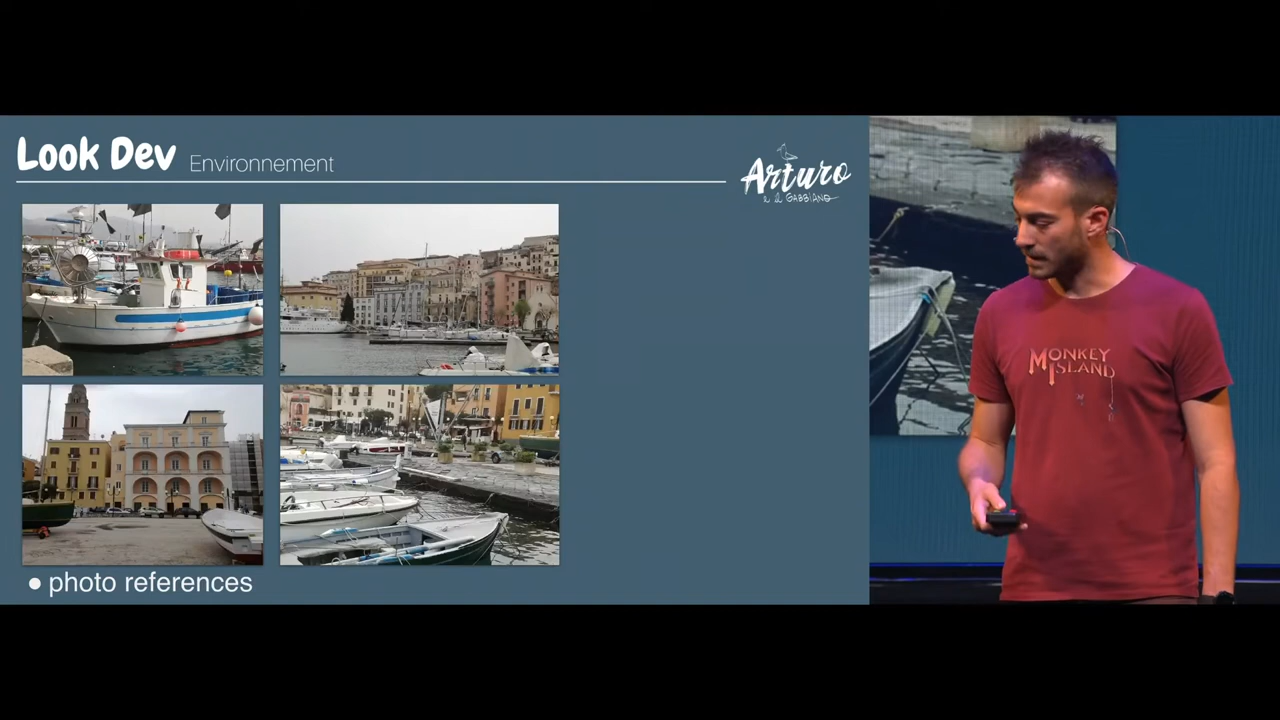 Look Dev Environnement
Arturo
e il GABBIANO
• photo references
MONKEY
ISLAND